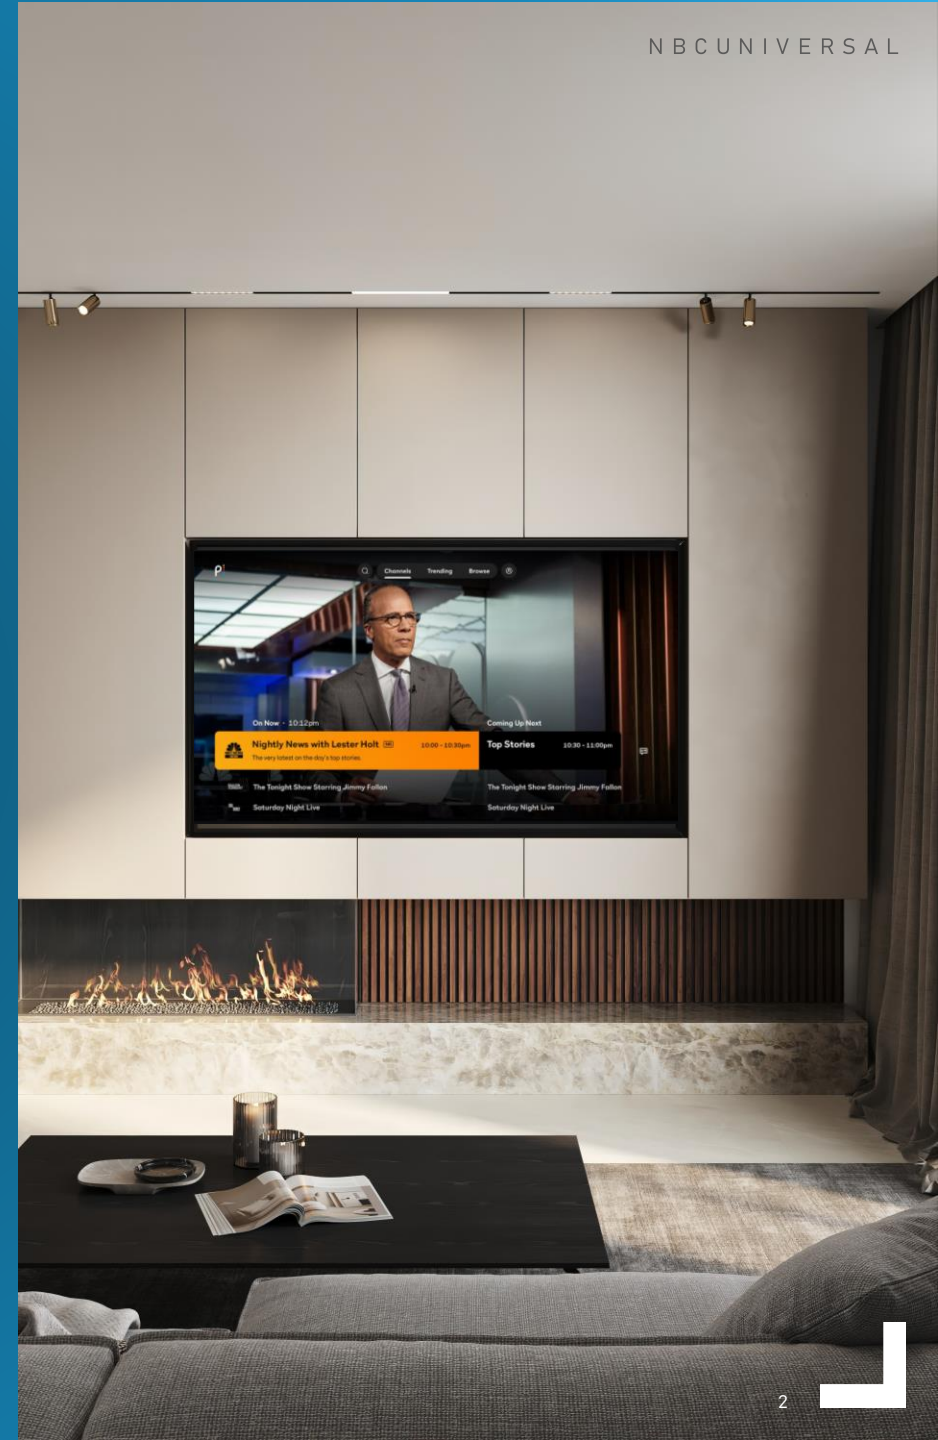 NBCUNIVERSAL
p
Channels Trending Browse
On Now - 10:12pm Coming Up Next
Nightly News with Lester Holt 10:00 - 10:30pm Top Stories 10:30 - 11:00pm
The very latest on the day's top stories.
The Tonight Show Starring Jimmy Fallon The Tonight Show Starring Jimmy Fallon
Saturday Night Live Saturday Night Live
2